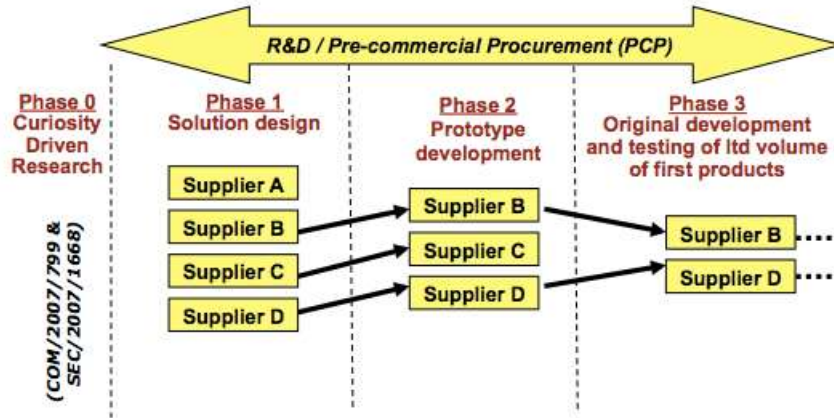 R&D / Pre-commercial Procurement (PCP)
Phase 0
Curiosity
Driven
Research
(COM/2007/799 &
SEC/2007/1668)
Phase 1
Solution design
Supplier A
Supplier B
Supplier C
Supplier D
Phase 2
Prototype
development
Supplier B
Supplier C
Supplier D
Phase 3
Original development
and testing of ltd volume
of first products
Supplier B
Supplier D